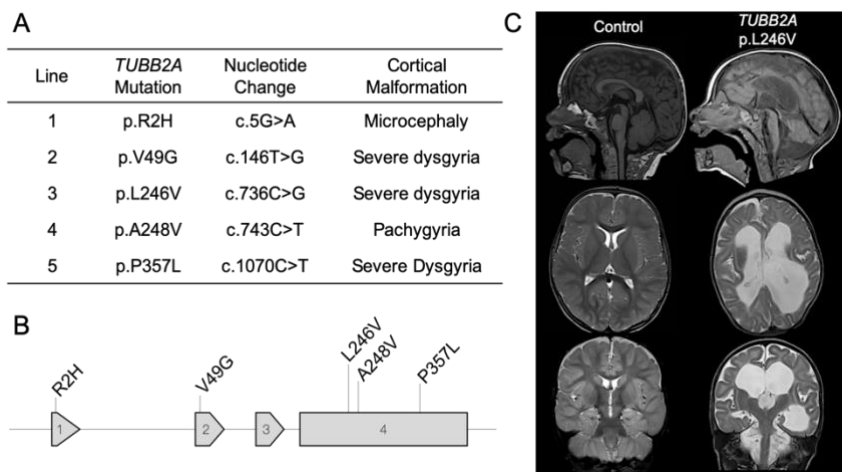 A
Line TUBB2A Mutation Nucleotide Change Cortical Malformation
1 p.R2H c.5G>A Microcephaly
2 p.V49G c.146T>G Severe dysgyria
3 p.L246V c.736C>G Severe dysgyria
4 p.A248V c.743C>T Pachygyria
5 p.P357L c.1070C>T Severe Dysgyria
B
R2H V49G L246V A248V P357L
1 2 3 4
C
Control TUBB2A p.L246V